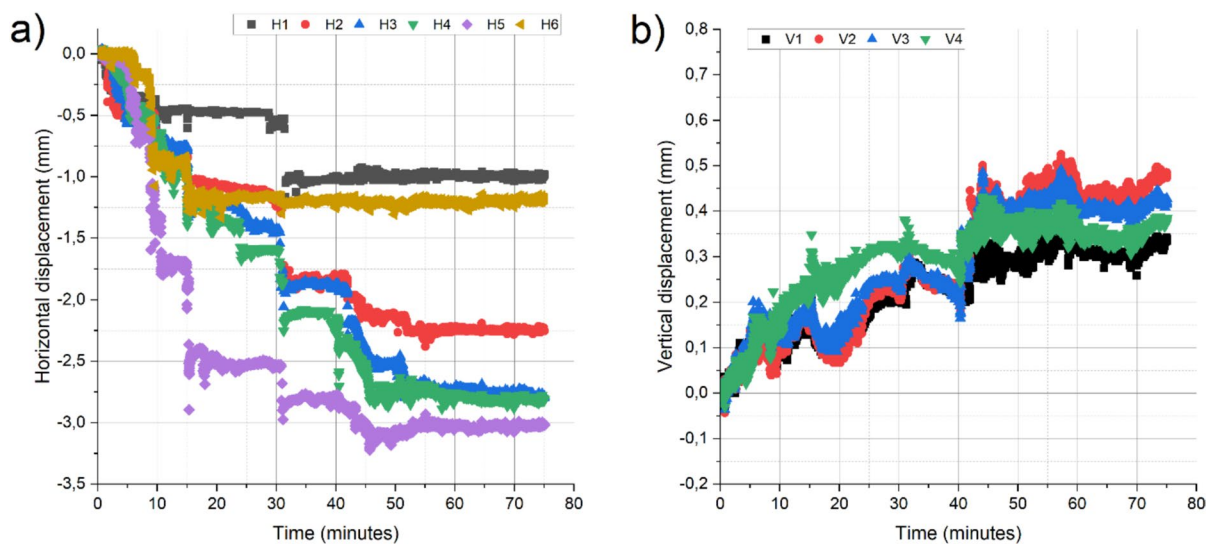 a)
H1 H2 H3 H4 H5 H6
0,0
-0,5
-1,0
-1,5
-2,0
-2,5
-3,0
-3,5
0 10 20 30 40 50 60 70 80
Horizontal displacement (mm)
Time (minutes)
b)
V1 V2 V3 V4
0,8
0,7
0,6
0,5
0,4
0,3
0,2
0,1
0,0
-0,1
-0,2
0 10 20 30 40 50 60 70 80
Vertical displacement (mm)
Time (minutes)